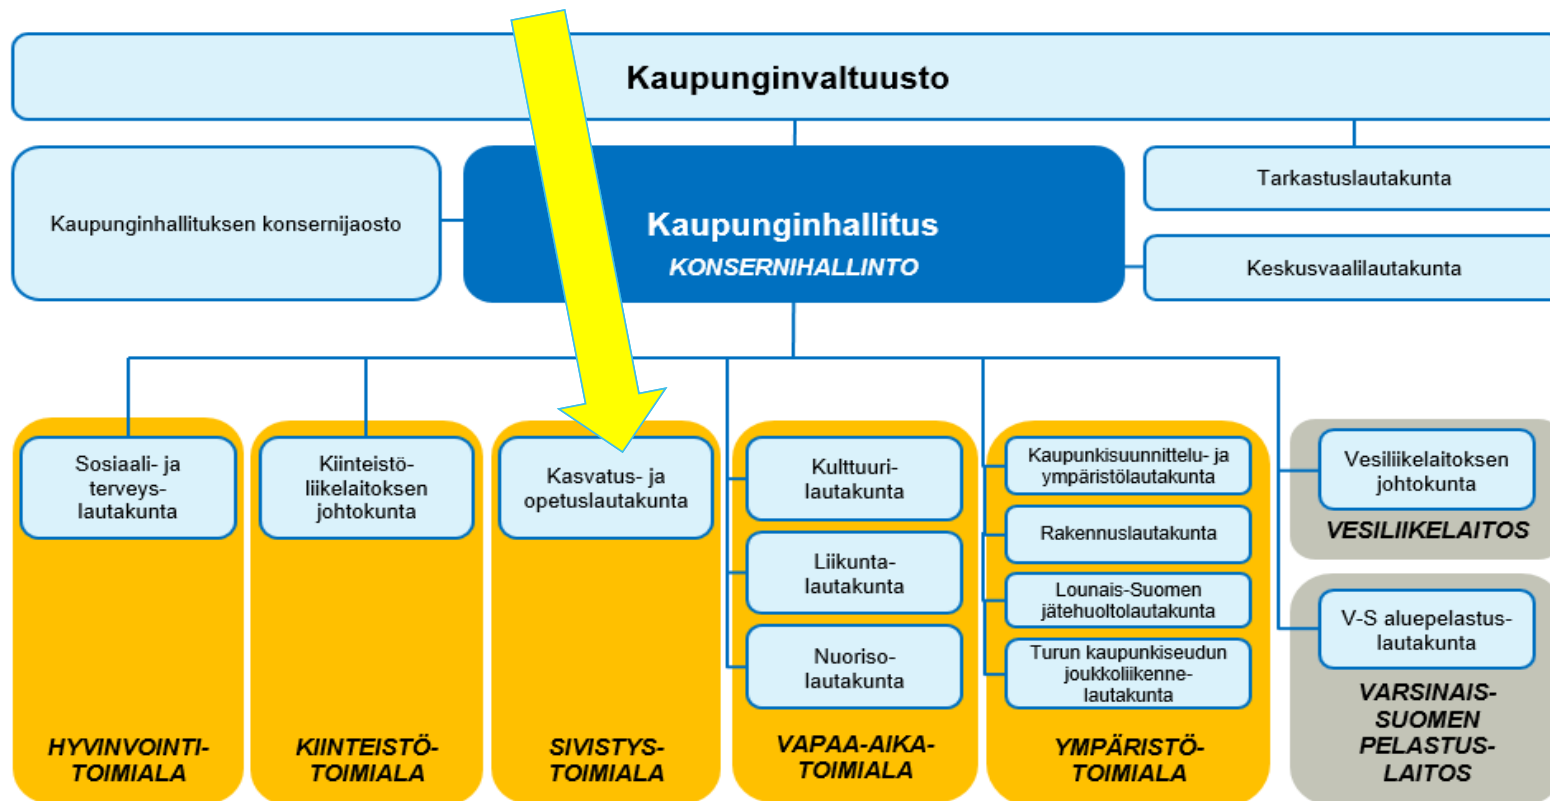 Kaupunginvaltuusto
Kaupunginhallituksen konsernijaosto
Kaupunginhallitus
KONSERNIHALLINTO
Tarkastuslautakunta
Keskusvaalilautakunta
Sosiaali- ja
terveys-
lautakunta
HYVINVOINTI-
TOIMIALA
Kiinteistö-
liikelaitoksen
johtokunta
KIINTEISTÖ-
TOIMIALA
Kasvatus- ja
opetuslautakunta
SIVISTYS-
TOIMIALA
Kulttuuri-
lautakunta
Liikunta-
lautakunta
Nuoriso-
lautakunta
VAPAA-AIKA-
TOIMIALA
Kaupunkisuunnittelu- ja
ympäristölautakunta
Rakennuslautakunta
Lounais-Suomen
jätehuoltolautakunta
Turun kaupunkiseudun
joukkoliikenne-
lautakunta
YMPÄRISTÖ-
TOIMIALA
Vesiliikelaitoksen
johtokunta
VESILIIKELAITOS
V-S aluepelastus-
lautakunta
VARSINAIS-
SUOMEN
PELASTUS-
LAITOS